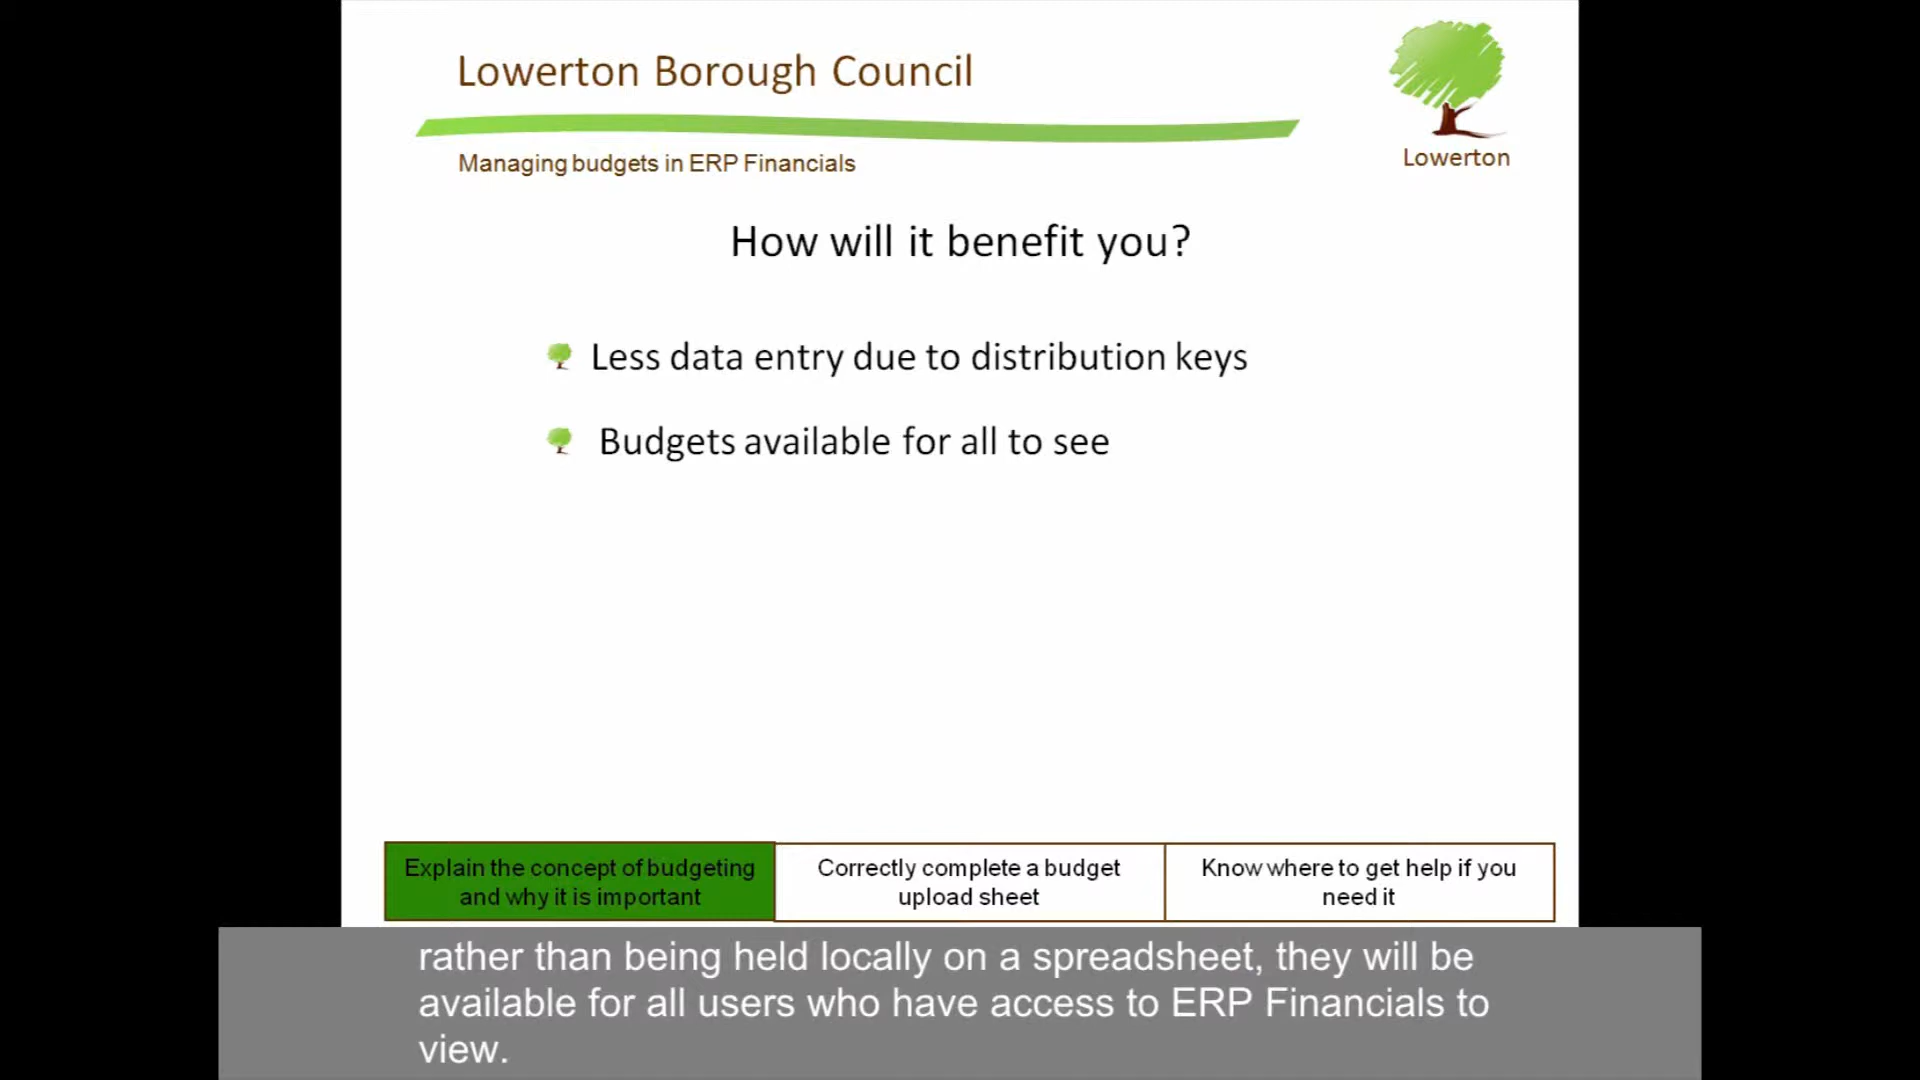 Lowerton Borough Council
Lowerton
Managing budgets in ERP Financials
How will it benefit you?
Less data entry due to distribution keys
Budgets available for all to see
Explain the concept of budgeting
and why it is important
Correctly complete a budget
upload sheet
Know where to get help if you
need it
rather than being held locally on a spreadsheet, they will be
available for all users who have access to ERP Financials to
view.